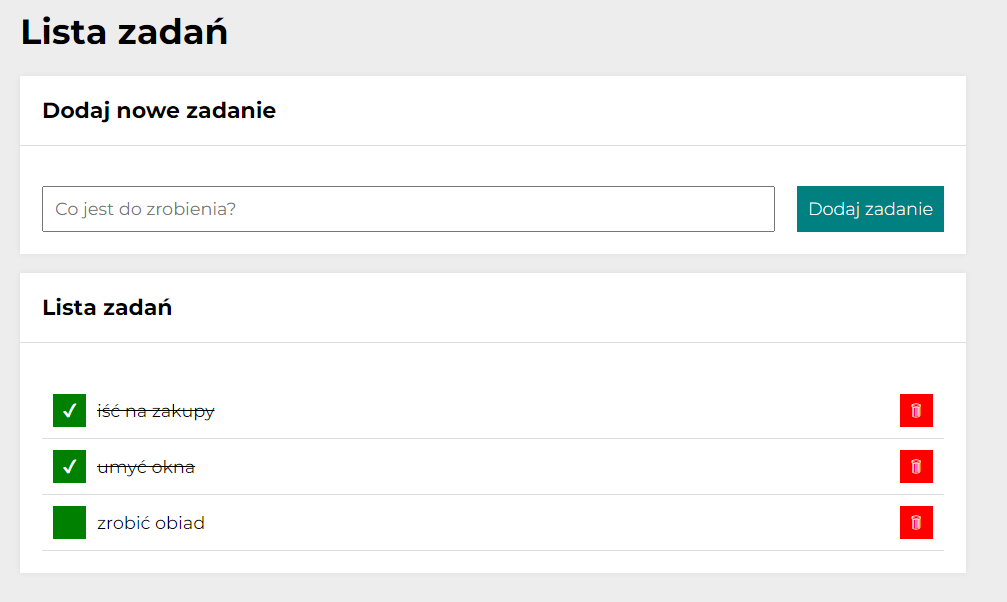 Lista zadań
Dodaj nowe zadanie
Co jest do zrobienia?
Dodaj zadanie
Lista zadań
iść na zakupy
umyć okna
zrobić obiad